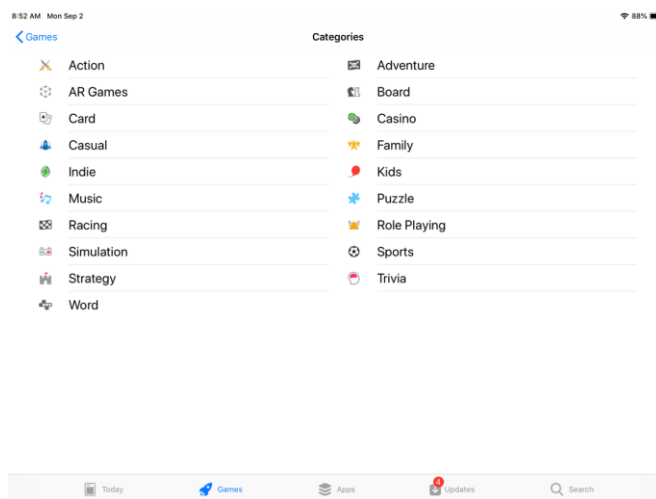 8:52 AM Mon Sep 2 88%
Games Categories
Action Adventure
AR Games Board
Card Casino
Casual Family
Indie Kids
Music Puzzle
Racing Role Playing
Simulation Sports
Strategy Trivia
Word
4
Today Games Apps Updates Search